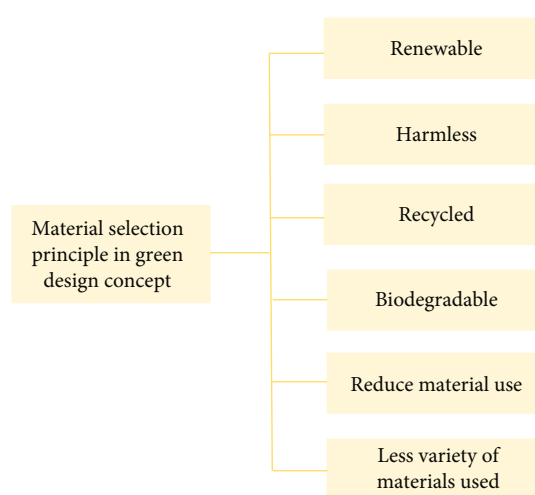 Renewable
Harmless
Recycled
Material selection
principle in green
design concept
Biodegradable
Reduce material use
Less variety of
materials used